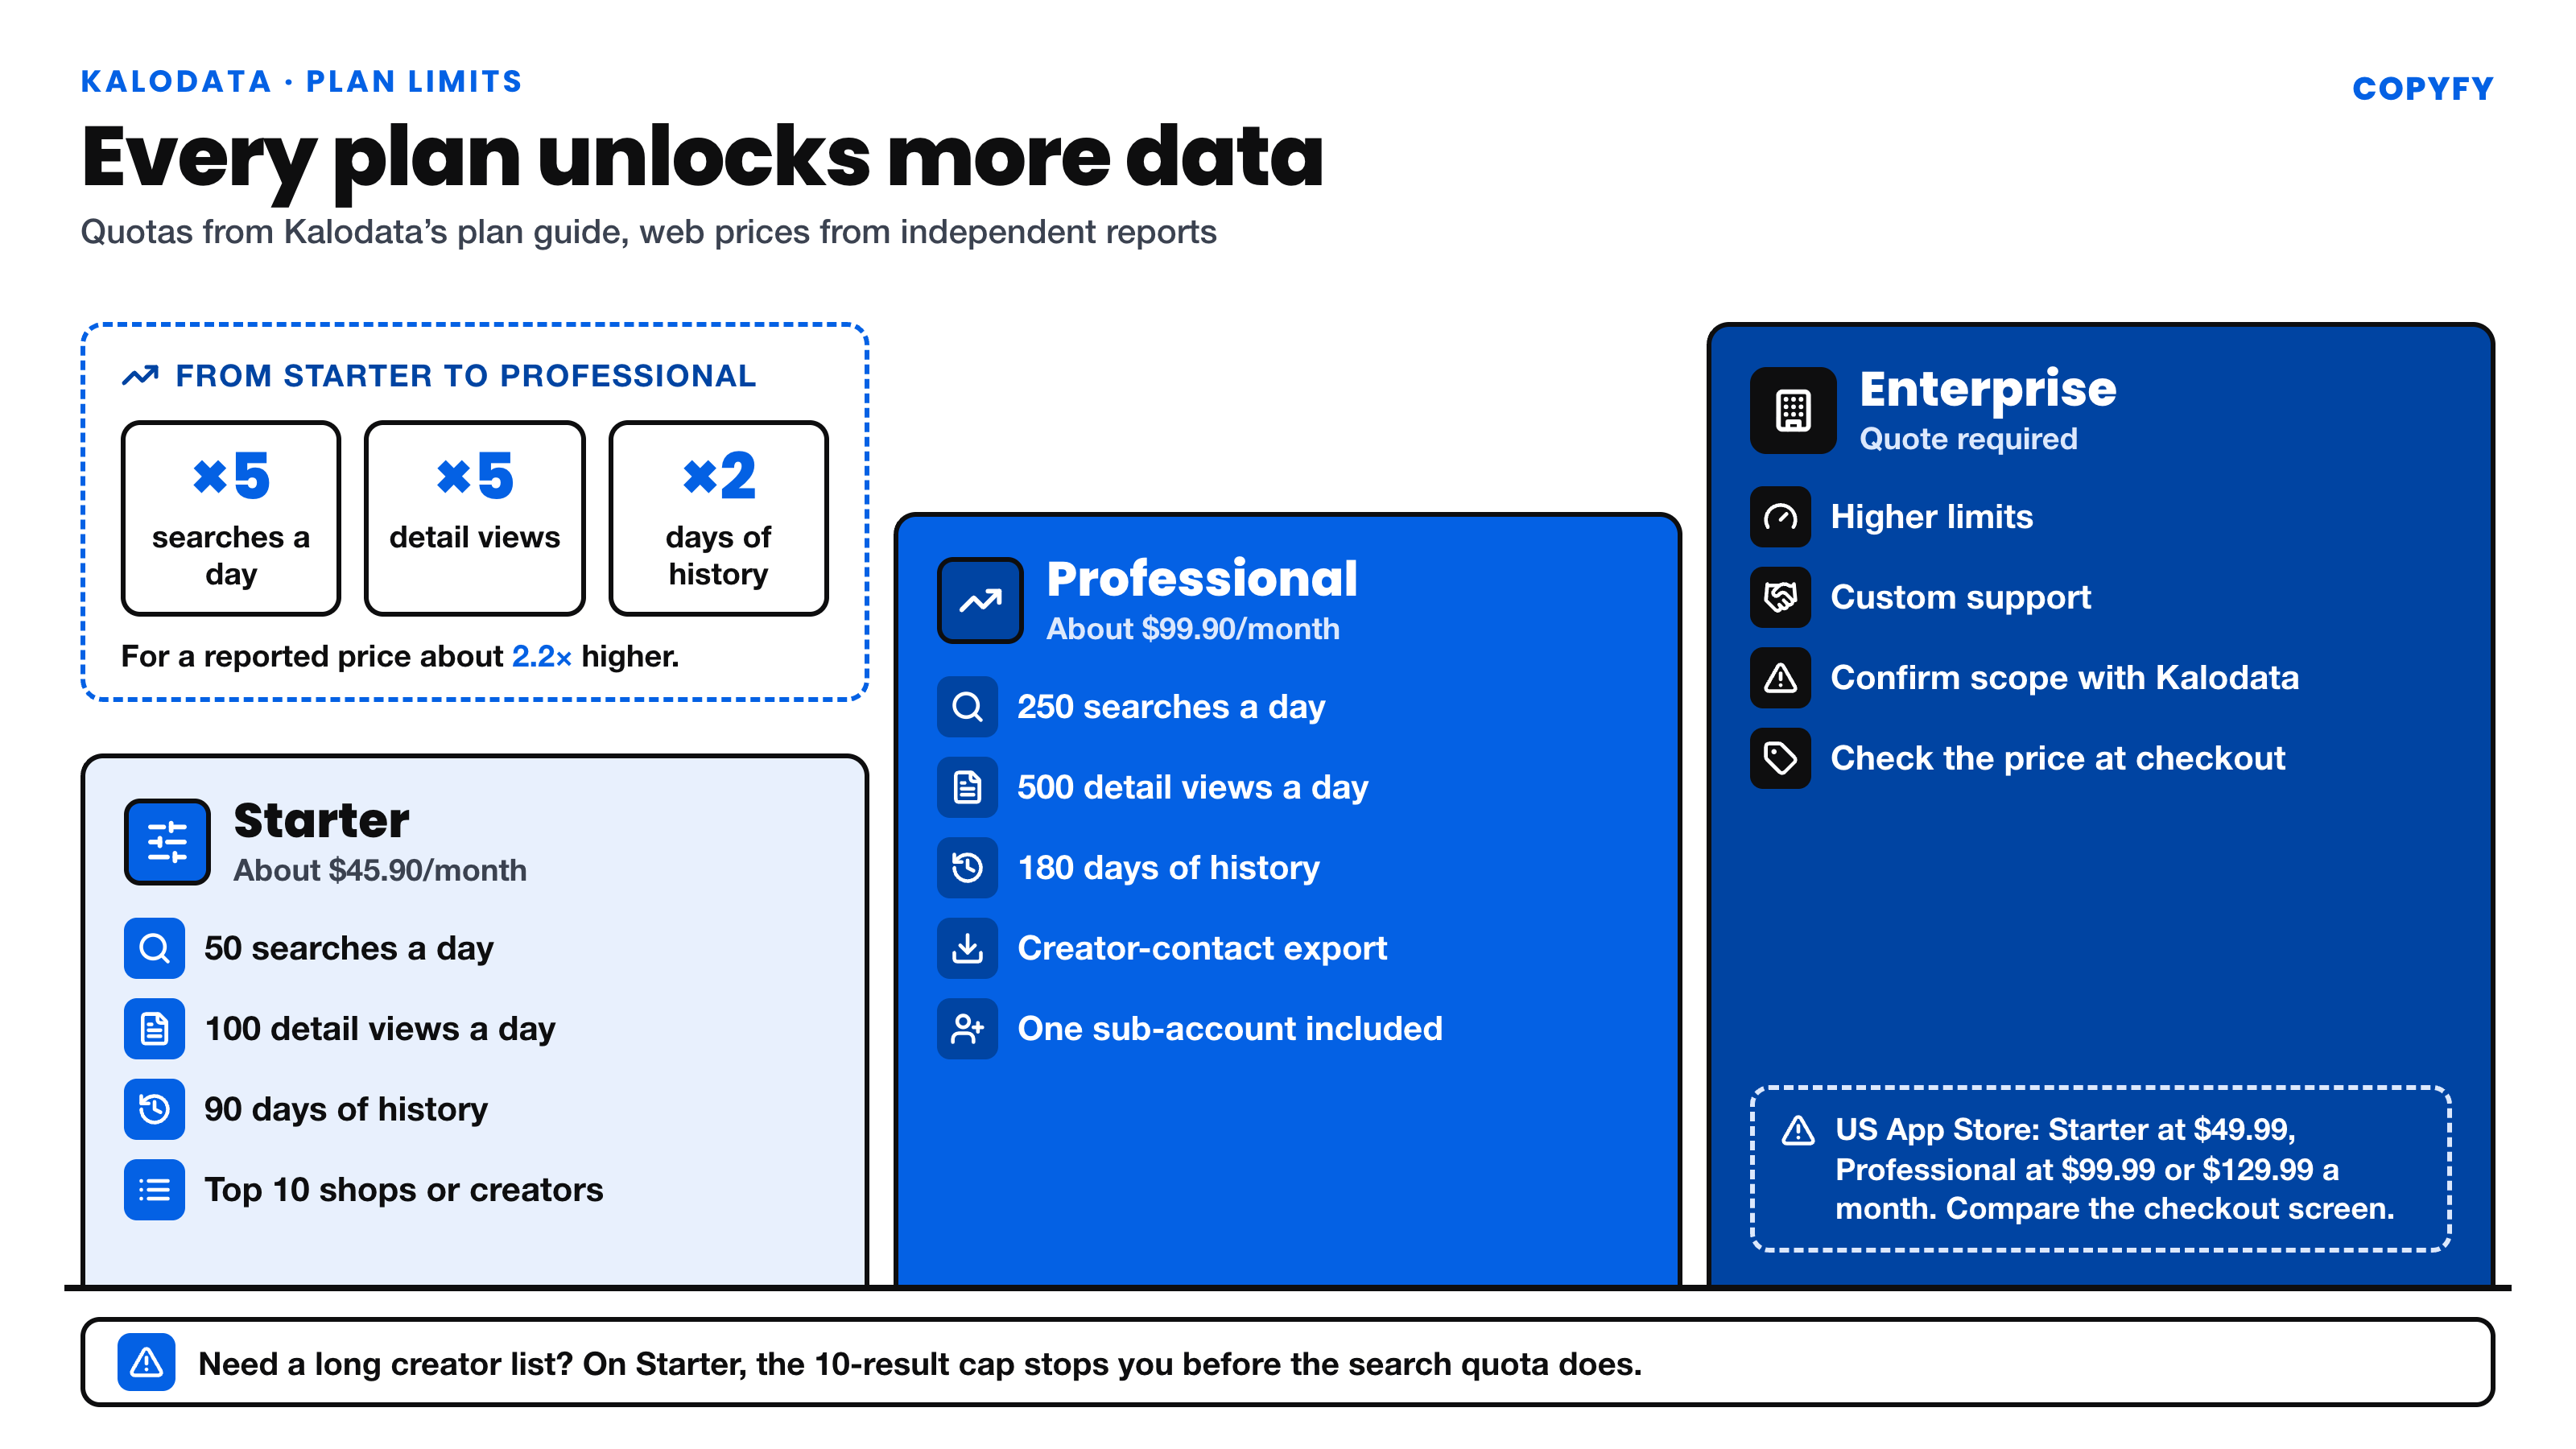 KALODATA · PLAN LIMITS
COPYFY
Every plan unlocks more data
Quotas from Kalodata’s plan guide, web prices from independent reports
FROM STARTER TO PROFESSIONAL
×5
searches a
day
×5
detail views
×2
days of
history
For a reported price about 2.2× higher.
Starter
About $45.90/month
50 searches a day
100 detail views a day
90 days of history
Top 10 shops or creators
Professional
About $99.90/month
250 searches a day
500 detail views a day
180 days of history
Creator-contact export
One sub-account included
Enterprise
Quote required
Higher limits
Custom support
Confirm scope with Kalodata
Check the price at checkout
US App Store: Starter at $49.99,
Professional at $99.99 or $129.99 a
month. Compare the checkout screen.
Need a long creator list? On Starter, the 10-result cap stops you before the search quota does.